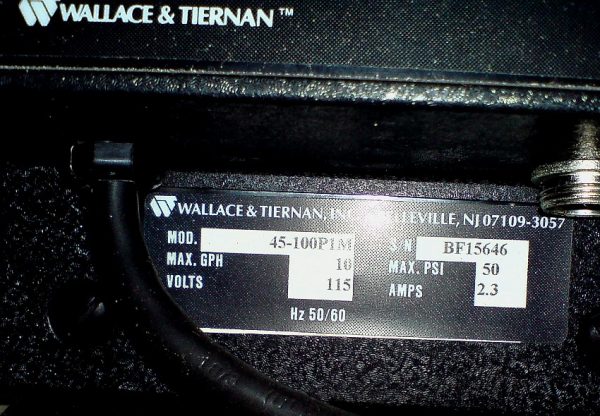 WALLACE & TIERNAN™
WALLACE & TIERNAN, IN LLEVILLE, NJ 07109-3057
MOD. 45-100P1M S/N BF15646
MAX. GPH 10 MAX. PSI 50
VOLTS 115 AMPS 2.3
Hz 50/60